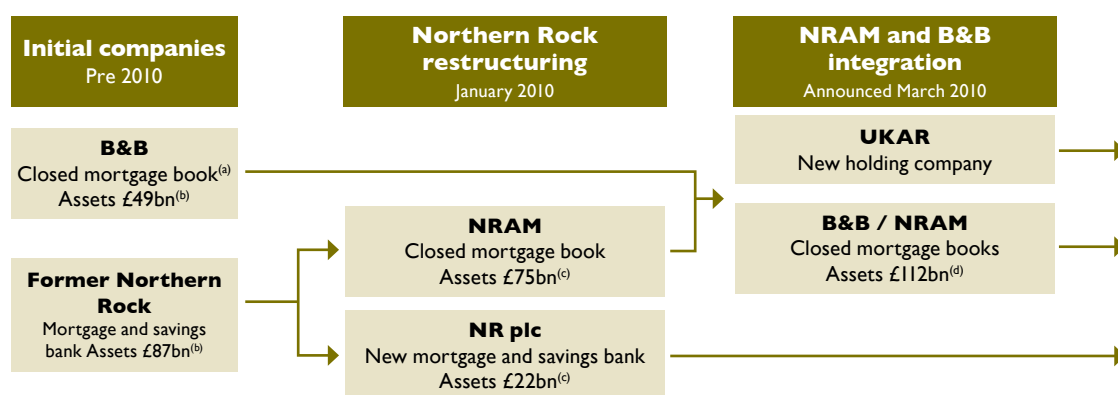 Initial companies
Pre 2010
Northern Rock
restructuring
January 2010
NRAM and B&B
integration
Announced March 2010
B&B
Closed mortgage book(a)
Assets £49bn(b)
Former Northern
Rock
Mortgage and savings
bank Assets £87bn(b)
NRAM
Closed mortgage book
Assets £75bn(c)
NR plc
New mortgage and savings bank
Assets £22bn(c)
UKAR
New holding company
B&B / NRAM
Closed mortgage books
Assets £112bn(d)